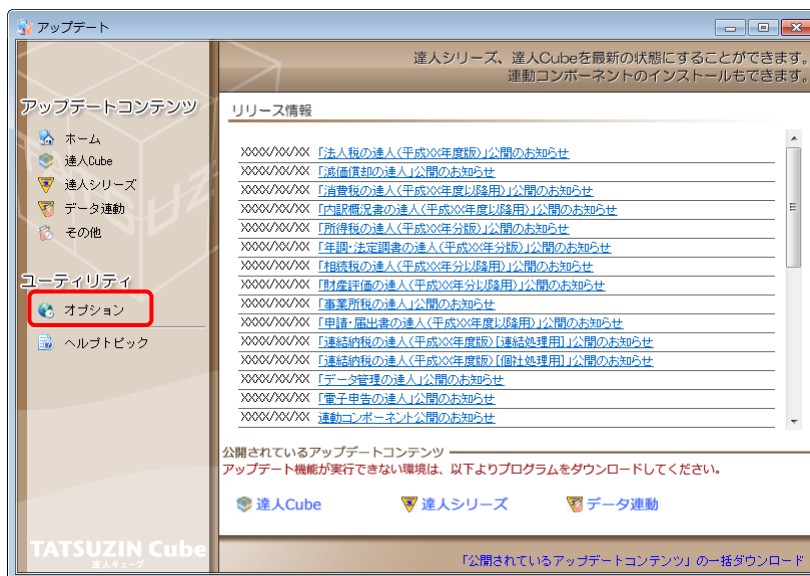 アップデート
達人シリーズ、達人Cubeを最新の状態にすることができます。
連動コンポーネントのインストールもできます。
アップデートコンテンツ
ホーム
達人Cube
達人シリーズ
データ連動
その他
ユーティリティ
オプション
ヘルプトピック
リリース情報
XXXX/XX/XX 「法人税の達人(平成XX年度版)」公開のお知らせ
XXXX/XX/XX 「減価償却の達人」公開のお知らせ
XXXX/XX/XX 「消費税の達人(平成XX年度以降用)」公開のお知らせ
XXXX/XX/XX 「内訳概況書の達人(平成XX年度以降用)」公開のお知らせ
XXXX/XX/XX 「所得税の達人(平成XX年分版)」公開のお知らせ
XXXX/XX/XX 「年調・法定調書の達人(平成XX年分版)」公開のお知らせ
XXXX/XX/XX 「相続税の達人(平成XX年分以降用)」公開のお知らせ
XXXX/XX/XX 「財産評価の達人(平成XX年分以降用)」公開のお知らせ
XXXX/XX/XX 「事業所税の達人」公開のお知らせ
XXXX/XX/XX 「申請・届出書の達人(平成XX年度以降用)」公開のお知らせ
XXXX/XX/XX 「連結納税の達人(平成XX年度版)[連結処理用]」公開のお知らせ
XXXX/XX/XX 「連結納税の達人(平成XX年度版)[個社処理用]」公開のお知らせ
XXXX/XX/XX 「データ管理の達人」公開のお知らせ
XXXX/XX/XX 「電子申告の達人」公開のお知らせ
XXXX/XX/XX 連動コンポーネント公開のお知らせ
公開されているアップデートコンテンツ
アップデート機能が実行できない環境は、以下よりプログラムをダウンロードしてください。
達人Cube 達人シリーズ データ連動
TATSUZIN Cube
達人キューブ
「公開されているアップデートコンテンツ」の一括ダウンロード